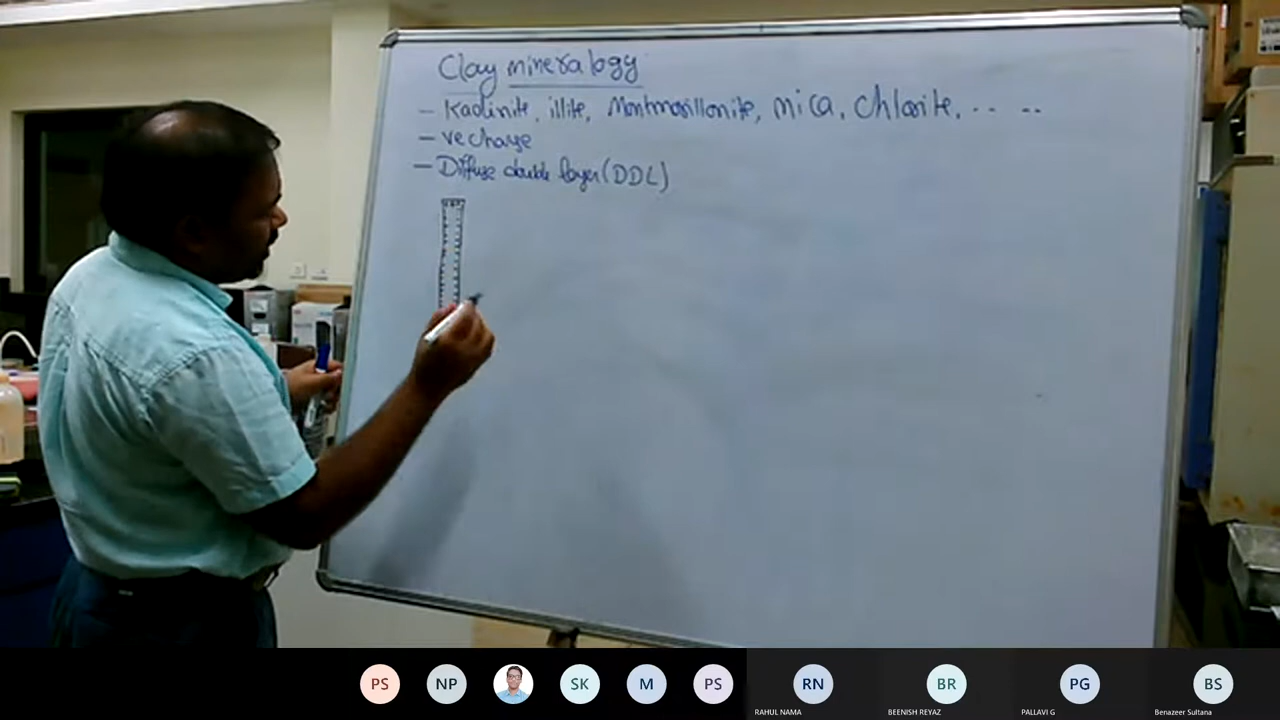 Clay mineralogy
- Kaolinite, illite, Montmorillonite, mica, Chlorite, .. ..
- ve charge
- Diffuse double layer (DDL)
PS NP SK M PS RN BR PG BS
RAHUL NAMA BEENISH REYAZ PALLAVI G Benazeer Sultana